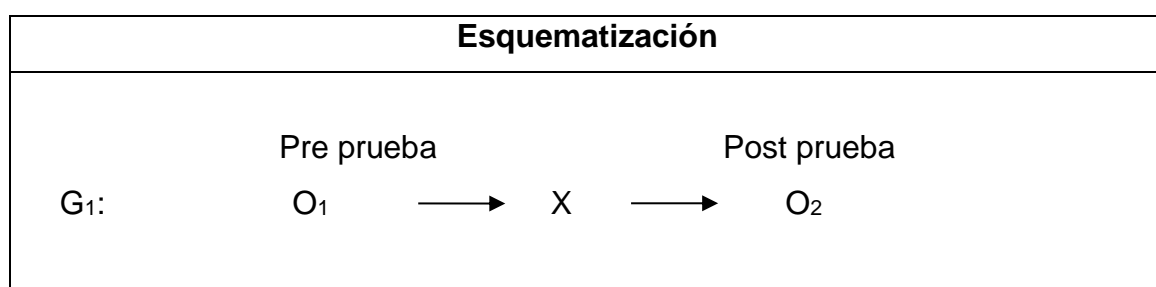 Esquematización
Pre prueba Post prueba
G₁: O₁ → X → O₂